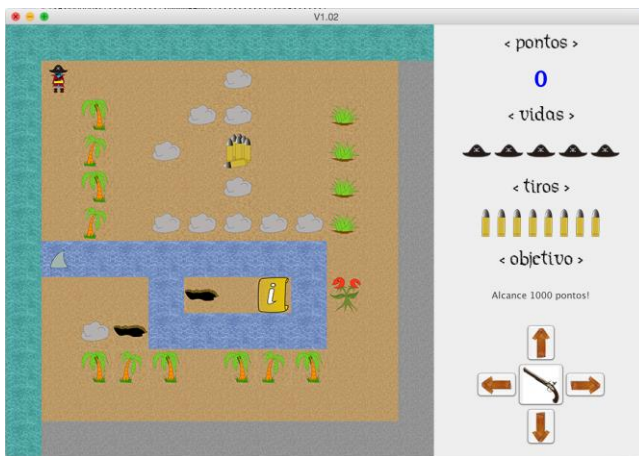 V1.02
< pontos >
0
< vidas >
< tiros >
< objetivo >
Alcance 1000 pontos!
i